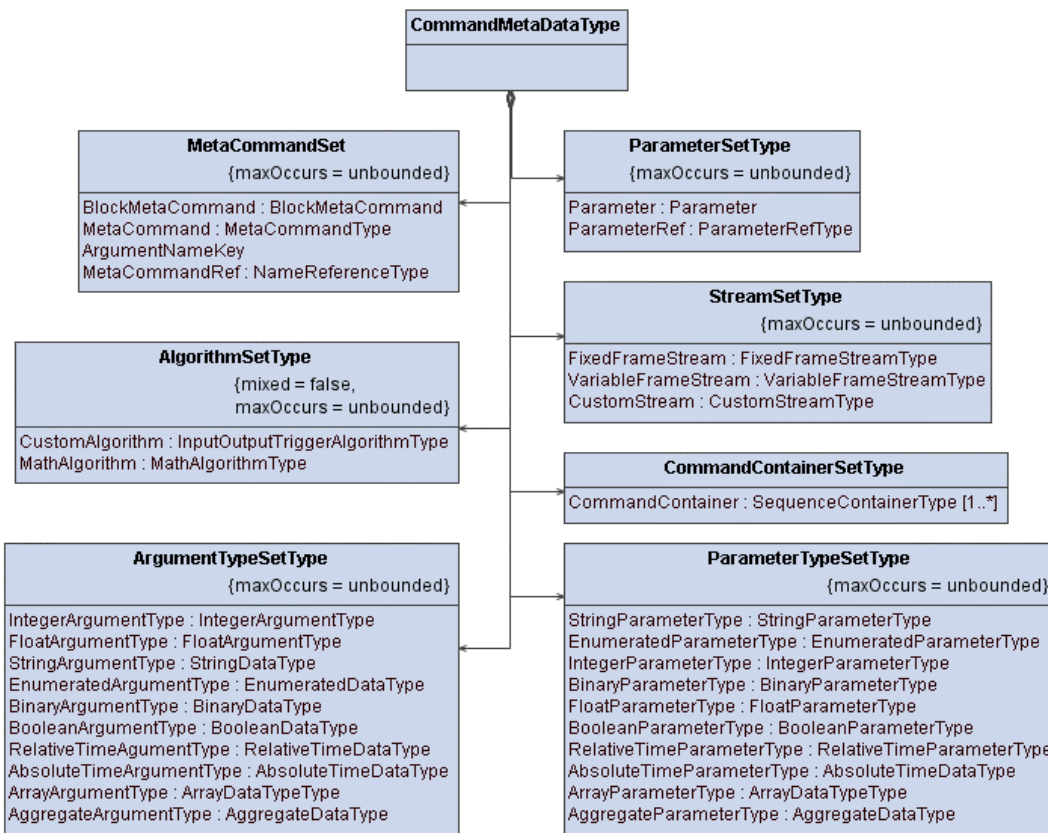 CommandMetaDataType
MetaCommandSet
{maxOccurs = unbounded}
BlockMetaCommand : BlockMetaCommand
MetaCommand : MetaCommandType
ArgumentNameKey
MetaCommandRef : NameReferenceType
ParameterSetType
{maxOccurs = unbounded}
Parameter : Parameter
ParameterRef : ParameterRefType
StreamSetType
{maxOccurs = unbounded}
FixedFrameStream : FixedFrameStreamType
VariableFrameStream : VariableFrameStreamType
CustomStream : CustomStreamType
AlgorithmSetType
{mixed = false,
maxOccurs = unbounded}
CustomAlgorithm : InputOutputTriggerAlgorithmType
MathAlgorithm : MathAlgorithmType
CommandContainerSetType
CommandContainer : SequenceContainerType [1..*]
ArgumentTypeSetType
{maxOccurs = unbounded}
IntegerArgumentType : IntegerArgumentType
FloatArgumentType : FloatArgumentType
StringArgumentType : StringDataType
EnumeratedArgumentType : EnumeratedDataType
BinaryArgumentType : BinaryDataType
BooleanArgumentType : BooleanDataType
RelativeTimeAgumentType : RelativeTimeDataType
AbsoluteTimeArgumentType : AbsoluteTimeDataType
ArrayArgumentType : ArrayDataTypeType
AggregateArgumentType : AggregateDataType
ParameterTypeSetType
{maxOccurs = unbounded}
StringParameterType : StringParameterType
EnumeratedParameterType : EnumeratedParameterType
IntegerParameterType : IntegerParameterType
BinaryParameterType : BinaryParameterType
FloatParameterType : FloatParameterType
BooleanParameterType : BooleanParameterType
RelativeTimeParameterType : RelativeTimeParameterType
AbsoluteTimeParameterType : AbsoluteTimeDataType
ArrayParameterType : ArrayDataTypeType
AggregateParameterType : AggregateDataType